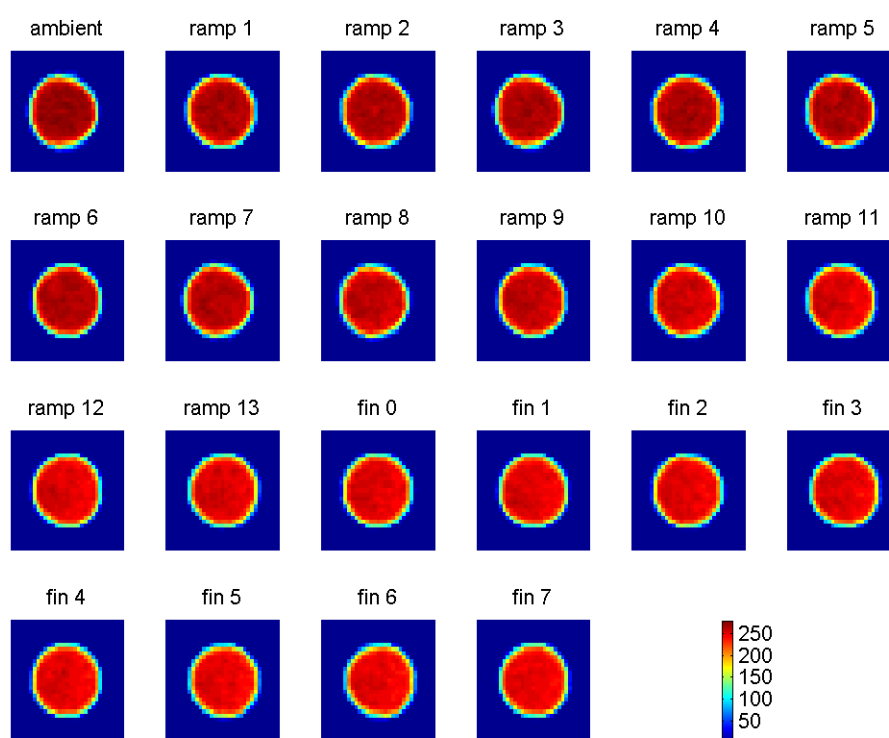 ambient ramp 1 ramp 2 ramp 3 ramp 4 ramp 5
ramp 6 ramp 7 ramp 8 ramp 9 ramp 10 ramp 11
ramp 12 ramp 13 fin 0 fin 1 fin 2 fin 3
fin 4 fin 5 fin 6 fin 7
250
200
150
100
50